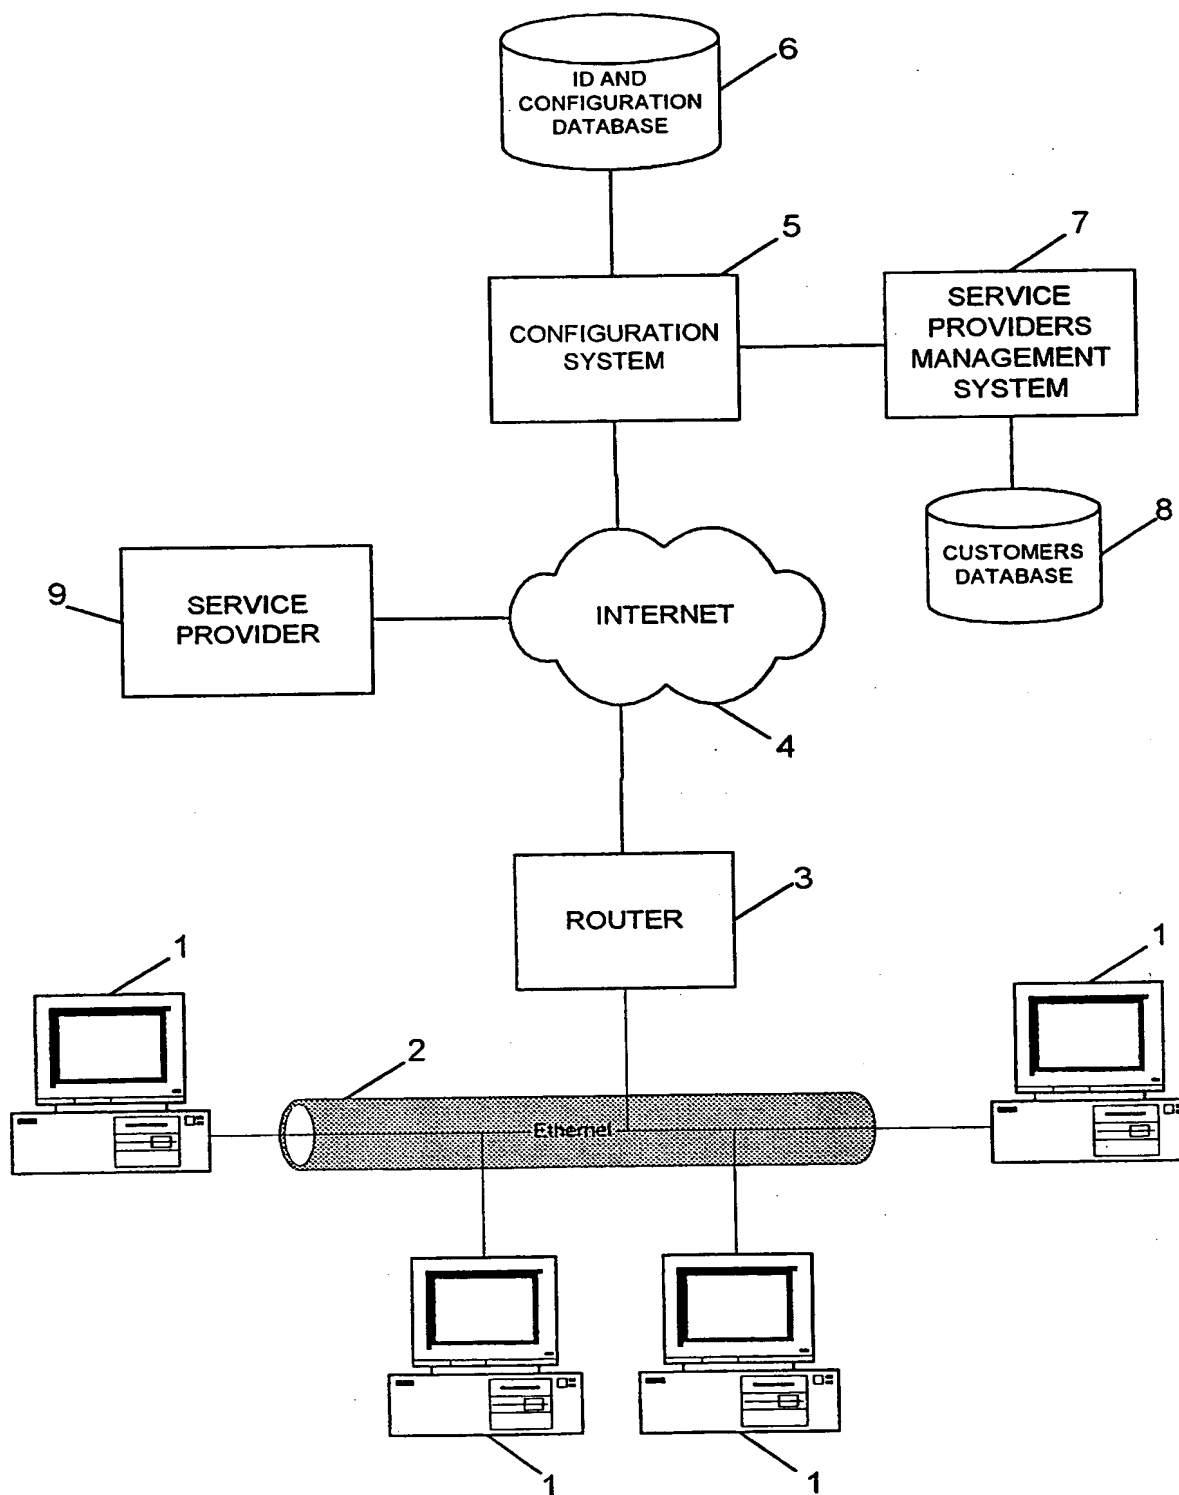 6
ID AND
CONFIGURATION
DATABASE
5
7
CONFIGURATION
SYSTEM
SERVICE
PROVIDERS
MANAGEMENT
SYSTEM
8
CUSTOMERS
DATABASE
9
SERVICE
PROVIDER
INTERNET
4
3
ROUTER
1
1
2
Ethernet
1
1